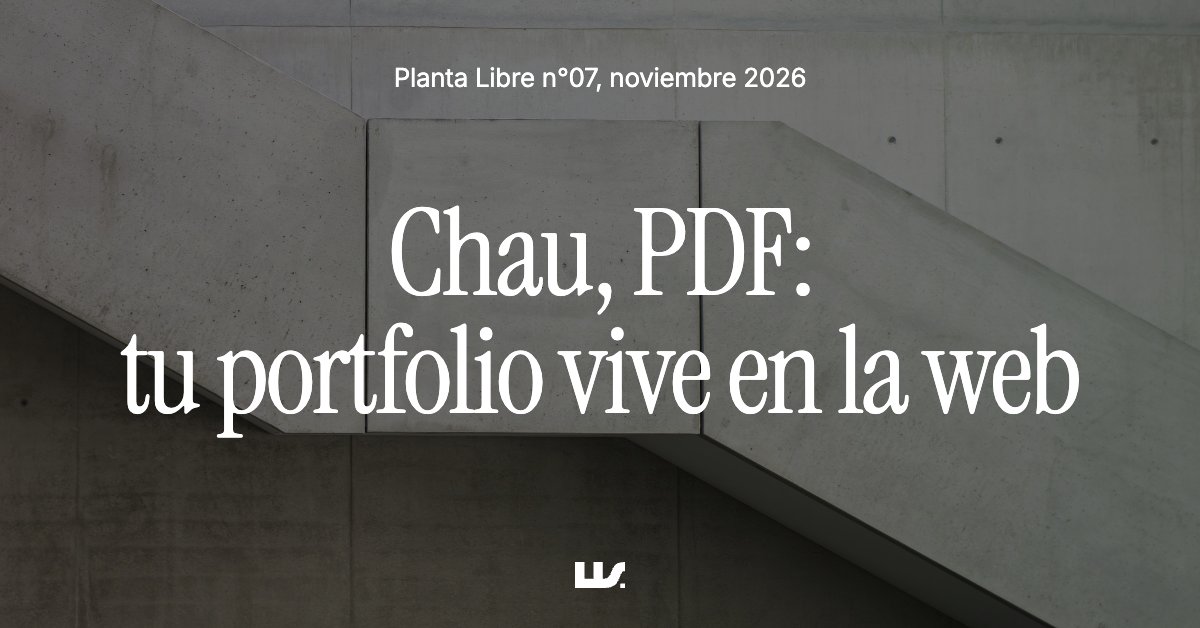 Planta Libre n°07, noviembre 2026
Chau, PDF:
tu portfolio vive en la web